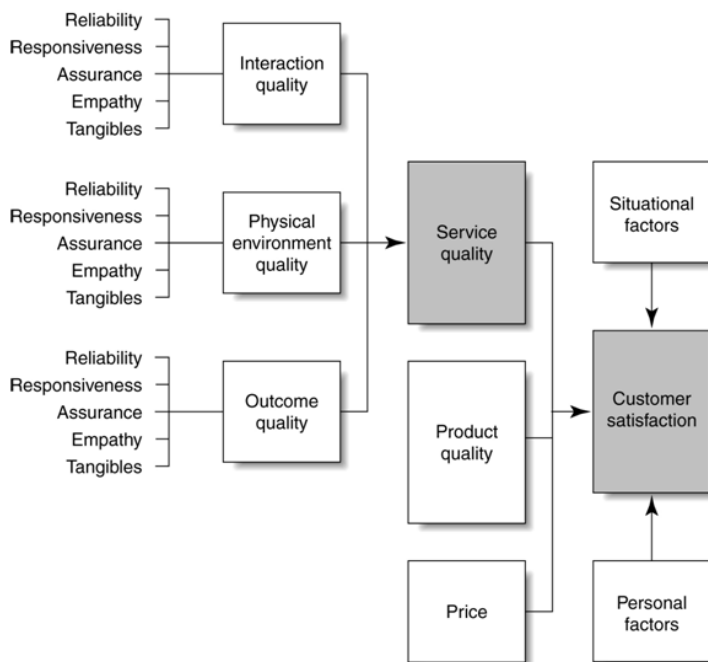 Reliability
Responsiveness
Assurance
Empathy
Tangibles
Interaction
quality
Reliability
Responsiveness
Assurance
Empathy
Tangibles
Physical
environment
quality
Reliability
Responsiveness
Assurance
Empathy
Tangibles
Outcome
quality
Service
quality
Product
quality
Price
Situational
factors
Customer
satisfaction
Personal
factors